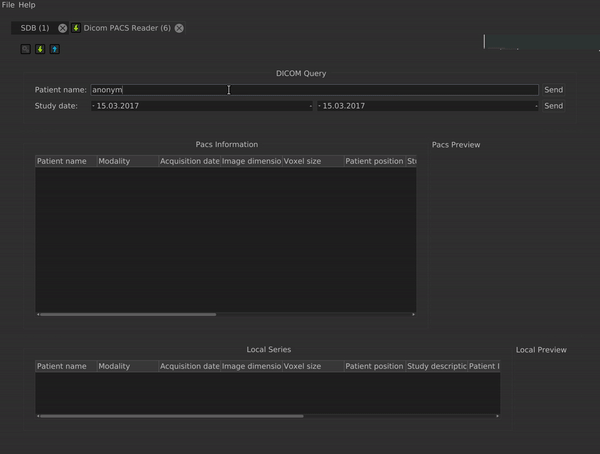 File Help
SDB (1) Dicom PACS Reader (6)
DICOM Query
Patient name: anonym Send
Study date: - 15.03.2017 - 15.03.2017 Send
Pacs Information Pacs Preview
Patient name Modality Acquisition date Image dimensio Voxel size Patient position Stu
Local Series Local Preview
Patient name Modality Acquisition date Image dimensio Voxel size Patient position Study descriptic Patient I